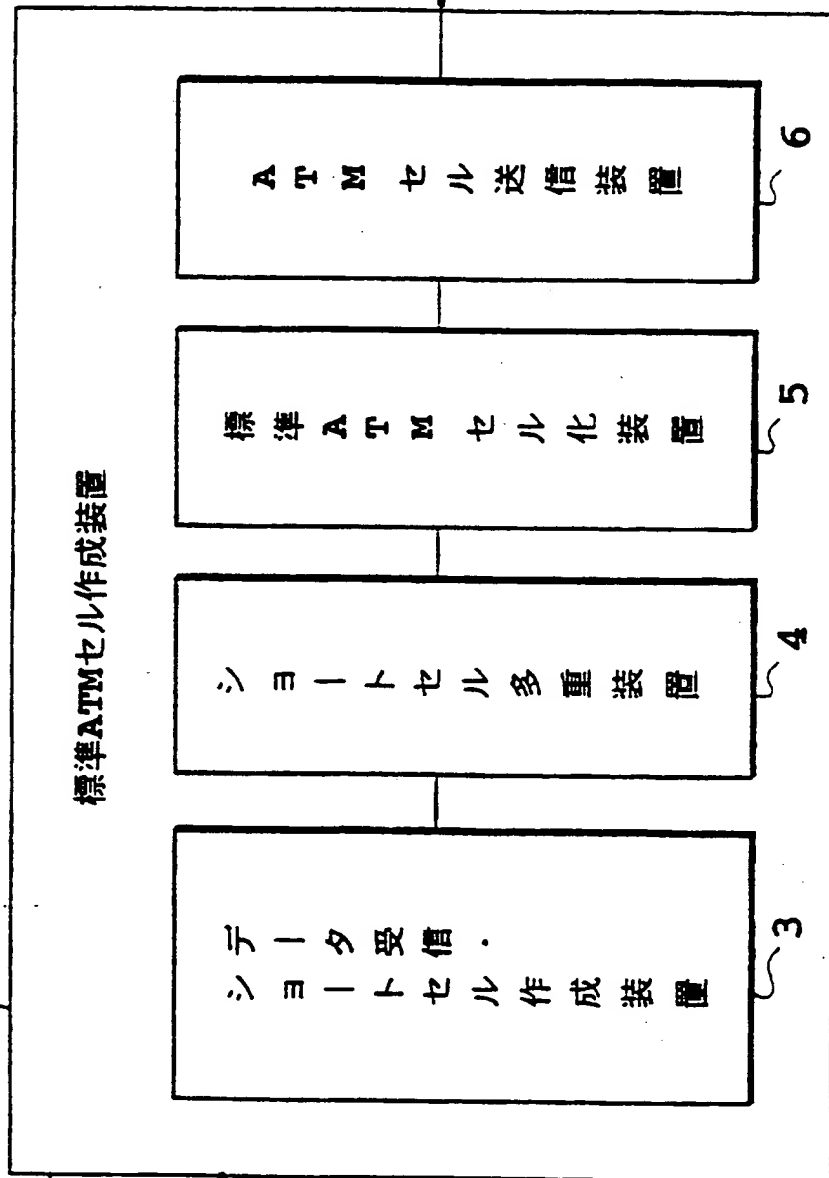 標準ATMセル作成装置
データ受信・
ショートセル作成装置
3
ショートセル多重装置
4
標準ATMセル化装置
5
ATMセル送信装置
6